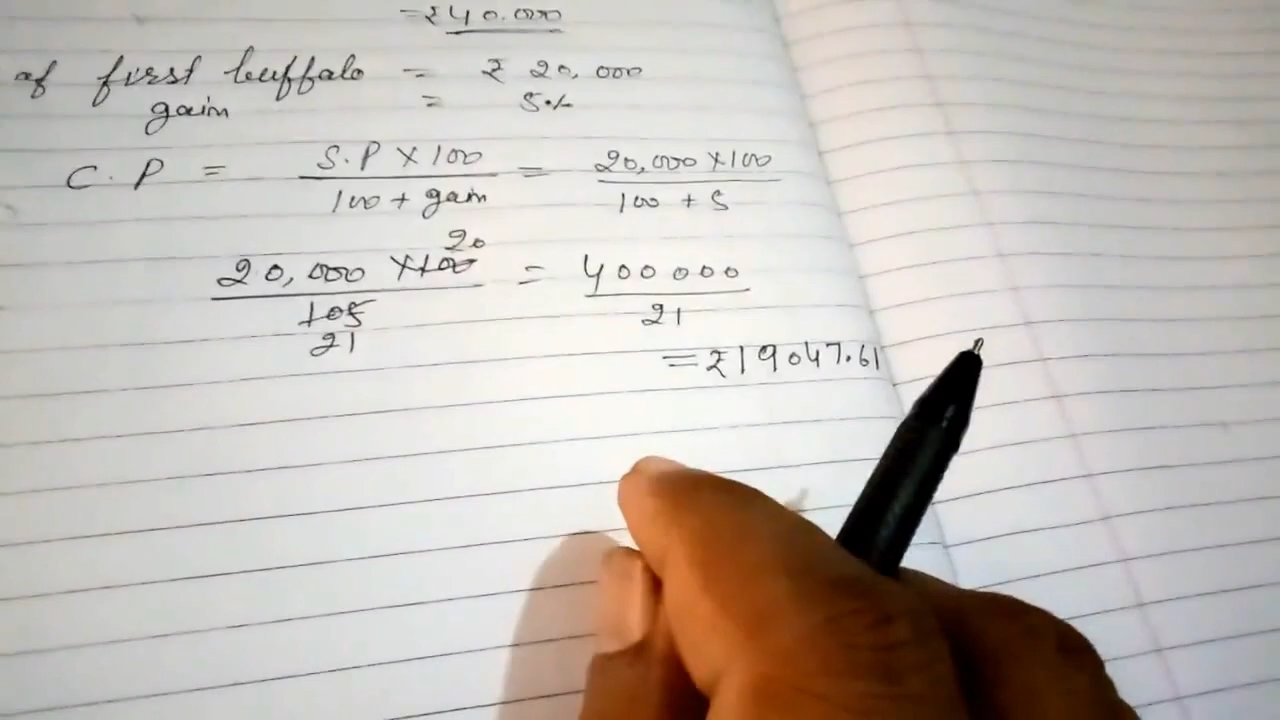 =₹40.000
of first buffalo = ₹ 20,000
gain = 5%
C.P = S.P × 100 / 100 + gain = 20,000 × 100 / 100 + 5
20
20,000 × 100 / 105 = 400000 / 21
21
= ₹19047.61